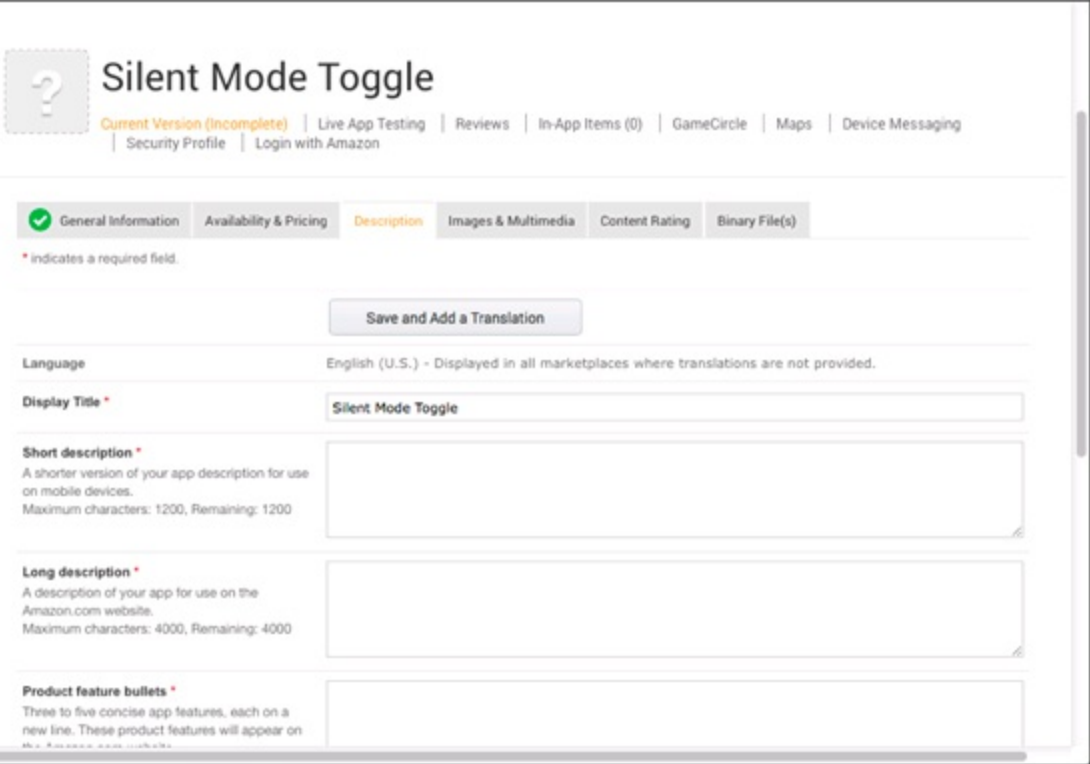 ?
Silent Mode Toggle
Current Version (Incomplete) | Live App Testing | Reviews | In-App Items (0) | GameCircle | Maps | Device Messaging
| Security Profile | Login with Amazon
General Information Availability & Pricing Description Images & Multimedia Content Rating Binary File(s)
* indicates a required field.
Save and Add a Translation
Language English (U.S.) - Displayed in all marketplaces where translations are not provided.
Display Title * Silent Mode Toggle
Short description *
A shorter version of your app description for use
on mobile devices.
Maximum characters: 1200, Remaining: 1200
Long description *
A description of your app for use on the
Amazon.com website.
Maximum characters: 4000, Remaining: 4000
Product feature bullets *
Three to five concise app features, each on a
new line. These product features will appear on
the Amazon.com website.